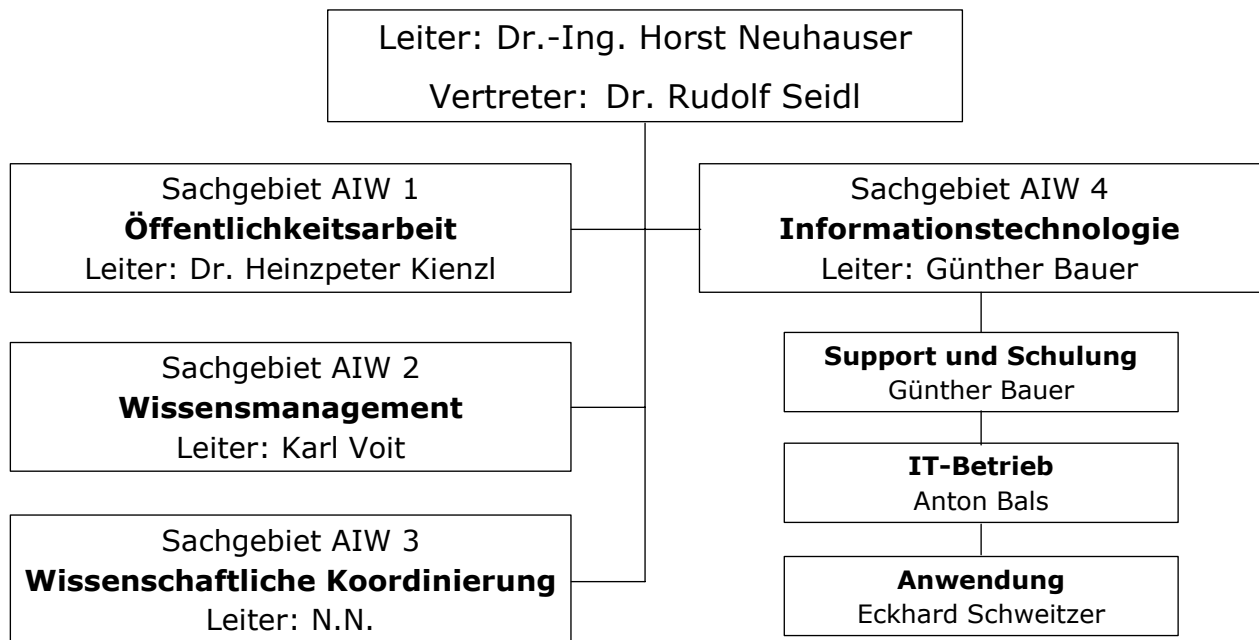 Leiter: Dr.-Ing. Horst Neuhauser
Vertreter: Dr. Rudolf Seidl
Sachgebiet AIW 1
Öffentlichkeitsarbeit
Leiter: Dr. Heinzpeter Kienzl
Sachgebiet AIW 2
Wissensmanagement
Leiter: Karl Voit
Sachgebiet AIW 3
Wissenschaftliche Koordinierung
Leiter: N.N.
Sachgebiet AIW 4
Informationstechnologie
Leiter: Günther Bauer
Support und Schulung
Günther Bauer
IT-Betrieb
Anton Bals
Anwendung
Eckhard Schweitzer